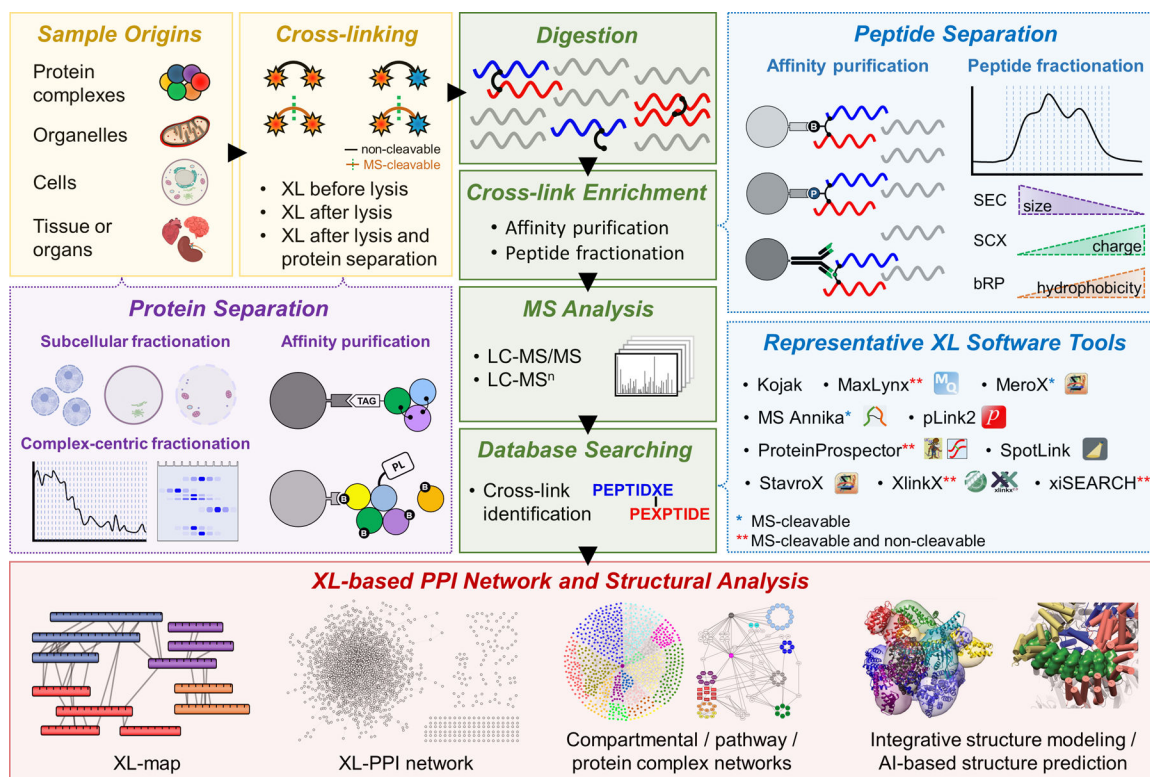 Sample Origins
Protein
complexes
Organelles
Cells
Tissue or
organs
Cross-linking
non-cleavable
MS-cleavable
• XL before lysis
• XL after lysis
• XL after lysis and
protein separation
Digestion
Cross-link Enrichment
• Affinity purification
• Peptide fractionation
MS Analysis
• LC-MS/MS
• LC-MSⁿ
Database Searching
• Cross-link
identification
PEPTIDXE
PEXPTIDE
Peptide Separation
Affinity purification
B
P
Peptide fractionation
SEC
size
SCX
charge
bRP
hydrophobicity
Protein Separation
Subcellular fractionation
Complex-centric fractionation
Affinity purification
TAG
PL
B
B
B
B
Representative XL Software Tools
• Kojak • MaxLynx** MQ • MeroX*
• MS Annika* • pLink2 p
• ProteinProspector** • SpotLink
• StavroX • XlinkX** xlinkx • xiSEARCH**
* MS-cleavable
** MS-cleavable and non-cleavable
XL-based PPI Network and Structural Analysis
XL-map
XL-PPI network
Compartmental / pathway /
protein complex networks
Integrative structure modeling /
AI-based structure prediction